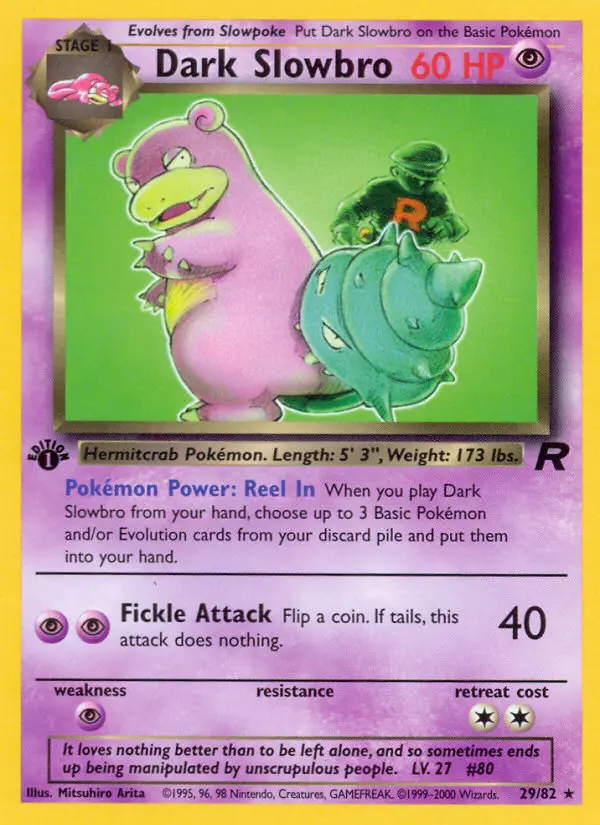 Evolves from Slowpoke Put Dark Slowbro on the Basic Pokémon
STAGE 1
Dark Slowbro 60 HP
R
EDITION
1
Hermitcrab Pokémon. Length: 5' 3", Weight: 173 lbs.
R
Pokémon Power: Reel In When you play Dark
Slowbro from your hand, choose up to 3 Basic Pokémon
and/or Evolution cards from your discard pile and put them
into your hand.
Fickle Attack Flip a coin. If tails, this
attack does nothing.
40
weakness resistance retreat cost
It loves nothing better than to be left alone, and so sometimes ends
up being manipulated by unscrupulous people. LV. 27 #80
Illus. Mitsuhiro Arita ©1995, 96, 98 Nintendo, Creatures, GAMEFREAK. ©1999-2000 Wizards. 29/82 ★